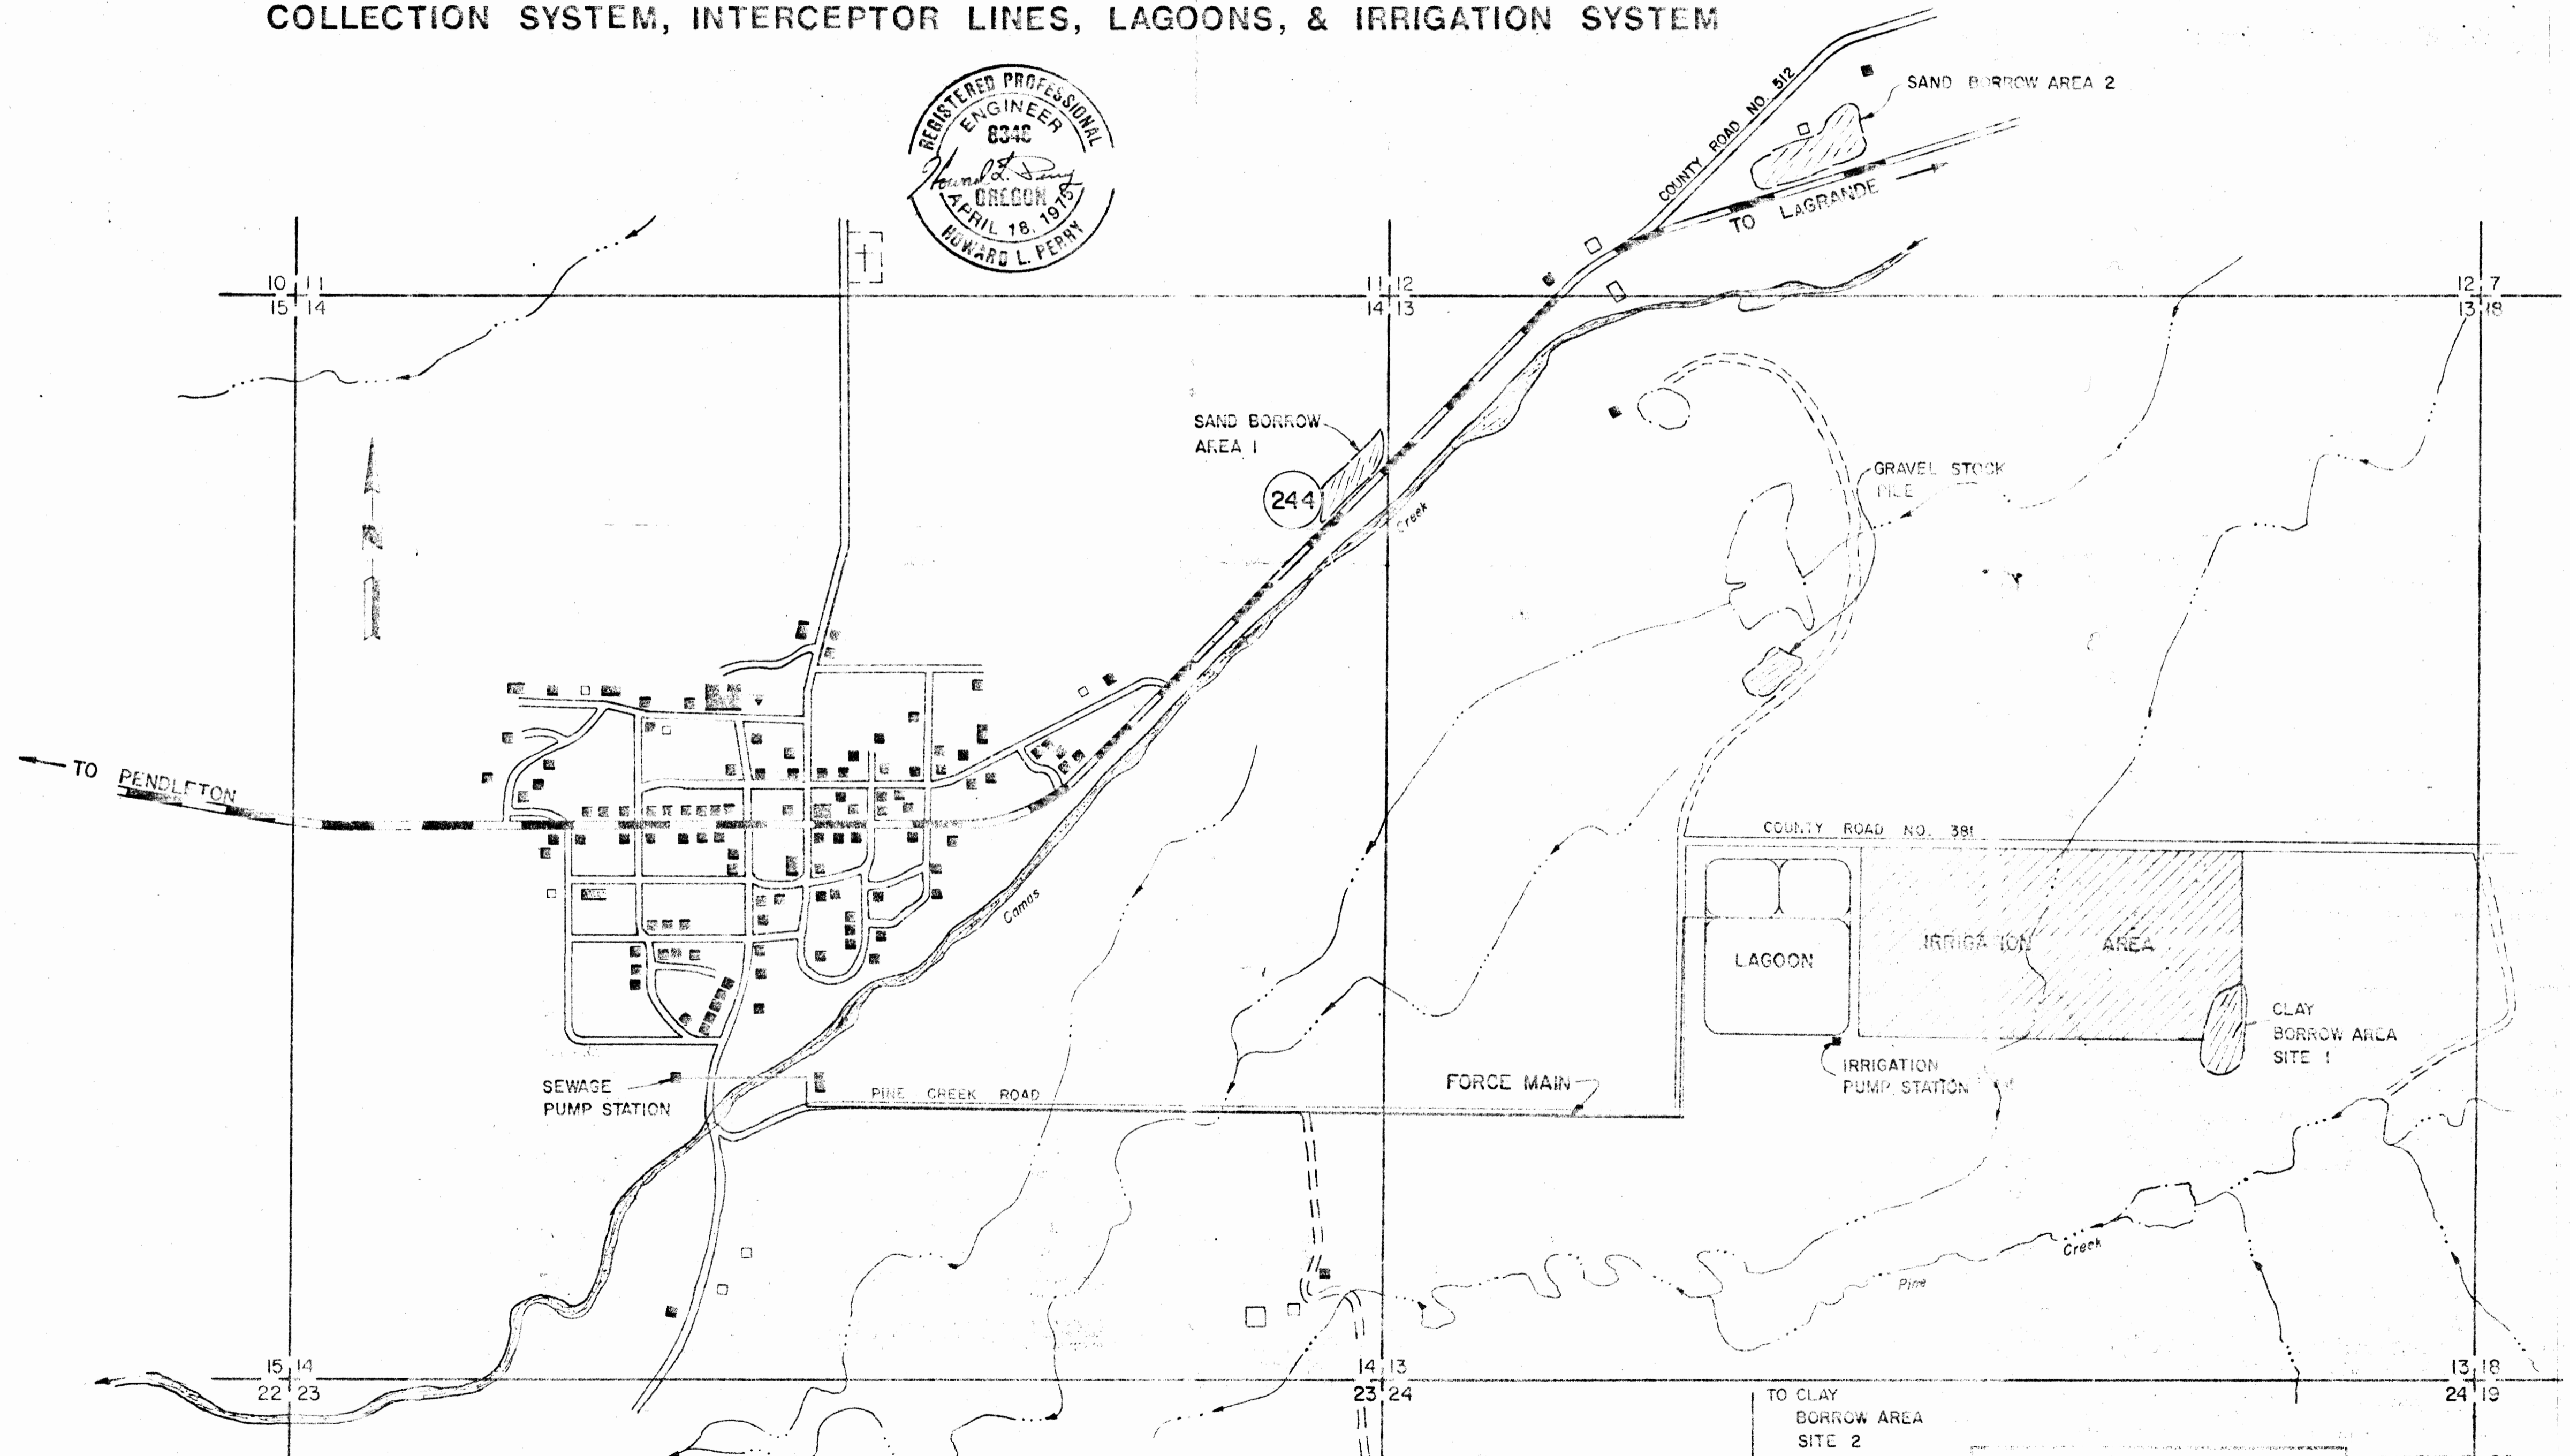 COLLECTION SYSTEM, INTERCEPTOR LINES, LAGOONS, & IRRIGATION SYSTEM
REGISTERED PROFESSIONAL
ENGINEER
8348
Howard L. Perry
OREGON
APRIL 18, 1975
HOWARD L. PERRY
COUNTY ROAD NO. 512
SAND BORROW AREA 2
TO LAGRANDE
10 11
15 14
11 12
14 13
12 7
13 18
SAND BORROW
AREA 1
244
Creek
GRAVEL STOCK
PILE
N
TO PENDLETON
COUNTY ROAD NO. 381
Camas
LAGOON
IRRIGATION AREA
CLAY
BORROW AREA
SITE 1
IRRIGATION
PUMP STATION
FORCE MAIN
SEWAGE
PUMP STATION
PINE CREEK ROAD
Pine Creek
15 14
22 23
14 13
23 24
13 18
24 19
TO CLAY
BORROW AREA
SITE 2